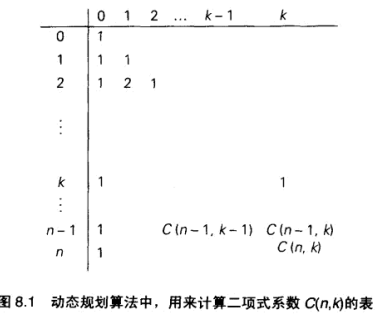 0 1 2 … k−1 k
0 1
1 1 1
2 1 2 1
⋮
k 1 1
⋮
n−1 1 C(n−1, k−1) C(n−1, k)
n 1 C(n, k)
图 8.1 动态规划算法中，用来计算二项式系数 C(n,k)的表